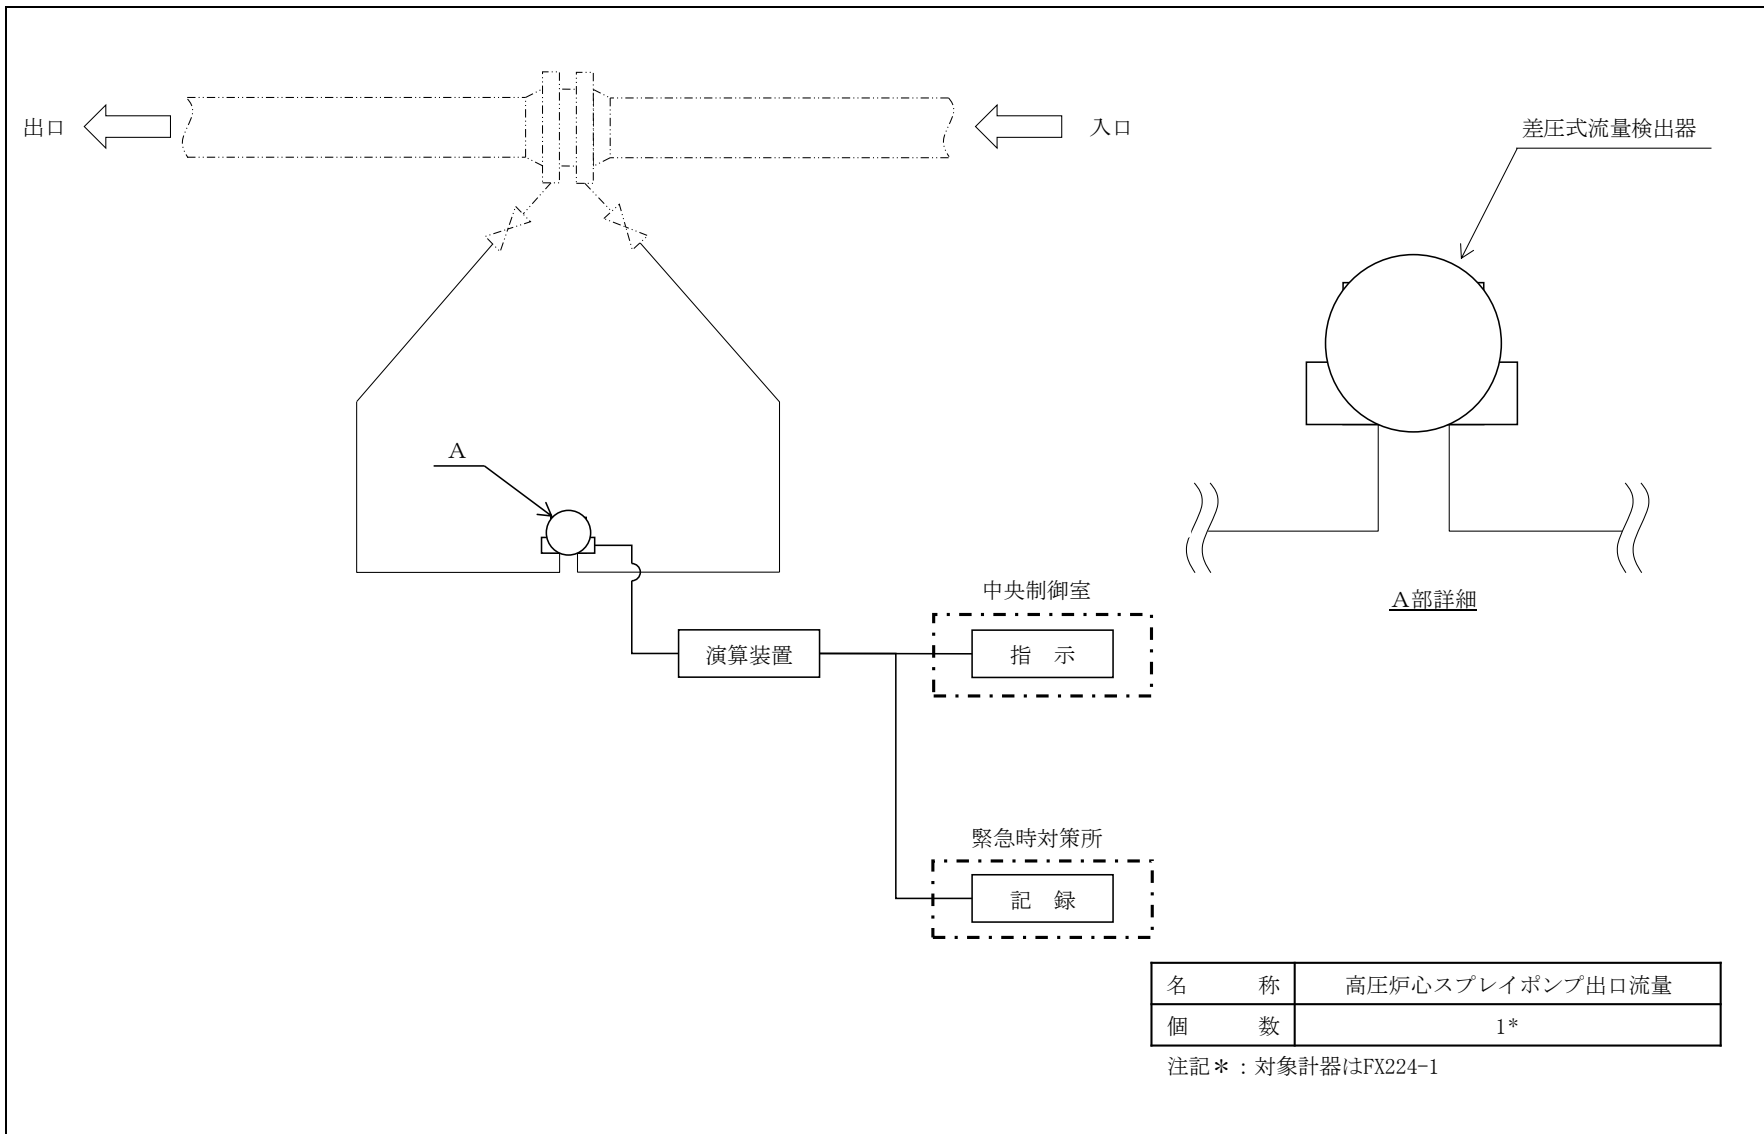 出口
入口
差圧式流量検出器
A
中央制御室
A部詳細
演算装置
指 示
緊急時対策所
記 録
名 称 高圧炉心スプレイポンプ出口流量
個 数 1*
注記＊：対象計器はFX224-1